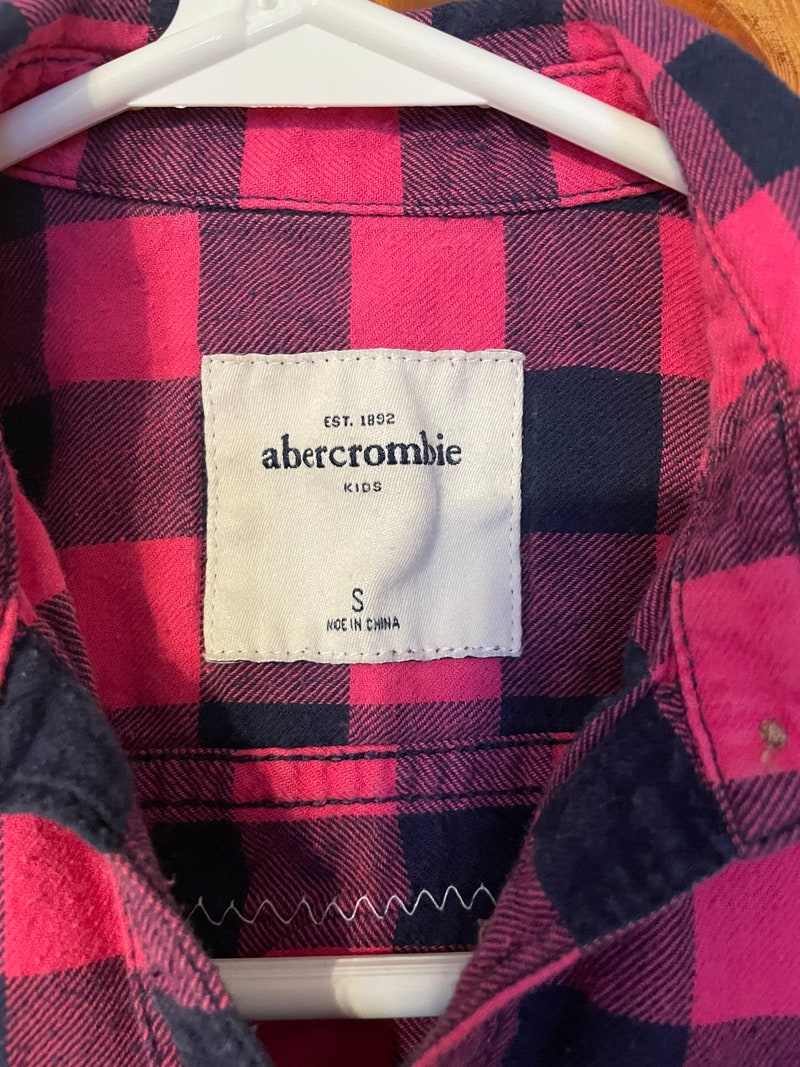 EST. 1892
abercrombie
KIDS
S
MADE IN CHINA